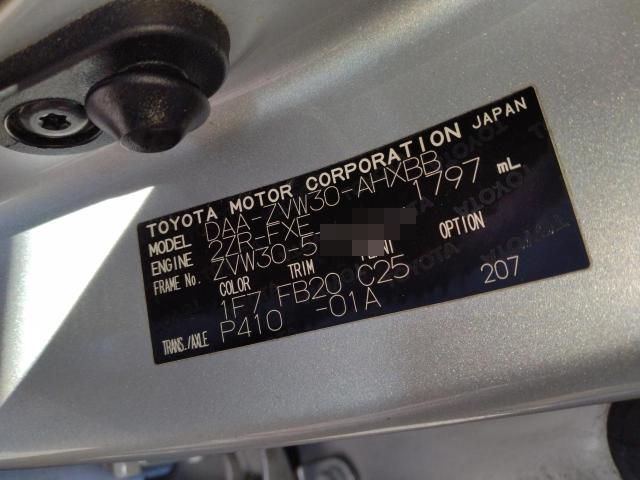 TOYOTA MOTOR CORPORATION JAPAN
MODEL DAA-ZVW30-AHXBB
ENGINE 2ZR-FXE 1797 mL
FRAME No. ZVW30-5
COLOR TRIM OPTION
1F7 FB20 C25 207
TRANS./AXLE P410 -01A